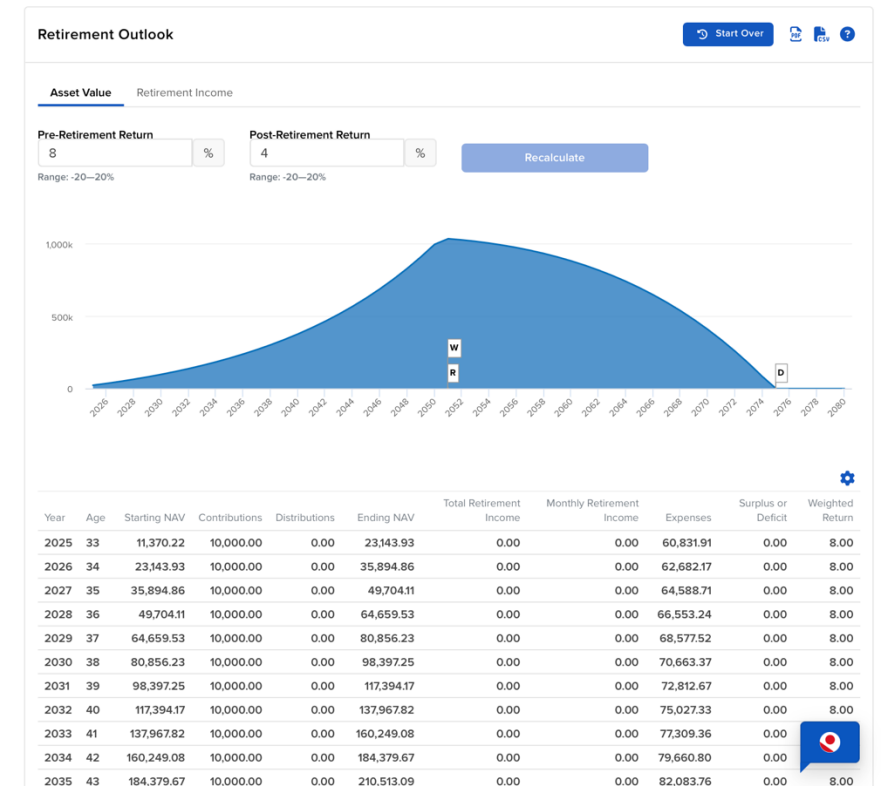 Retirement Outlook
Start Over
PDF
CSV
?
Asset Value Retirement Income
Pre-Retirement Return Post-Retirement Return
8 % 4 % Recalculate
Range: -20—20% Range: -20—20%
1,000k
500k
W
R
D
0
2026 2028 2030 2032 2034 2036 2038 2040 2042 2044 2046 2048 2050 2052 2054 2056 2058 2060 2062 2064 2066 2068 2070 2072 2074 2076 2078 2080
Total Retirement Monthly Retirement Surplus or Weighted
Year Age Starting NAV Contributions Distributions Ending NAV Income Income Expenses Deficit Return
2025 33 11,370.22 10,000.00 0.00 23,143.93 0.00 0.00 60,831.91 0.00 8.00
2026 34 23,143.93 10,000.00 0.00 35,894.86 0.00 0.00 62,682.17 0.00 8.00
2027 35 35,894.86 10,000.00 0.00 49,704.11 0.00 0.00 64,588.71 0.00 8.00
2028 36 49,704.11 10,000.00 0.00 64,659.53 0.00 0.00 66,553.24 0.00 8.00
2029 37 64,659.53 10,000.00 0.00 80,856.23 0.00 0.00 68,577.52 0.00 8.00
2030 38 80,856.23 10,000.00 0.00 98,397.25 0.00 0.00 70,663.37 0.00 8.00
2031 39 98,397.25 10,000.00 0.00 117,394.17 0.00 0.00 72,812.67 0.00 8.00
2032 40 117,394.17 10,000.00 0.00 137,967.82 0.00 0.00 75,027.33 0.00 8.00
2033 41 137,967.82 10,000.00 0.00 160,249.08 0.00 0.00 77,309.36 0.00
2034 42 160,249.08 10,000.00 0.00 184,379.67 0.00 0.00 79,660.80 0.00
2035 43 184,379.67 10,000.00 0.00 210,513.09 0.00 0.00 82,083.76 0.00 8.00